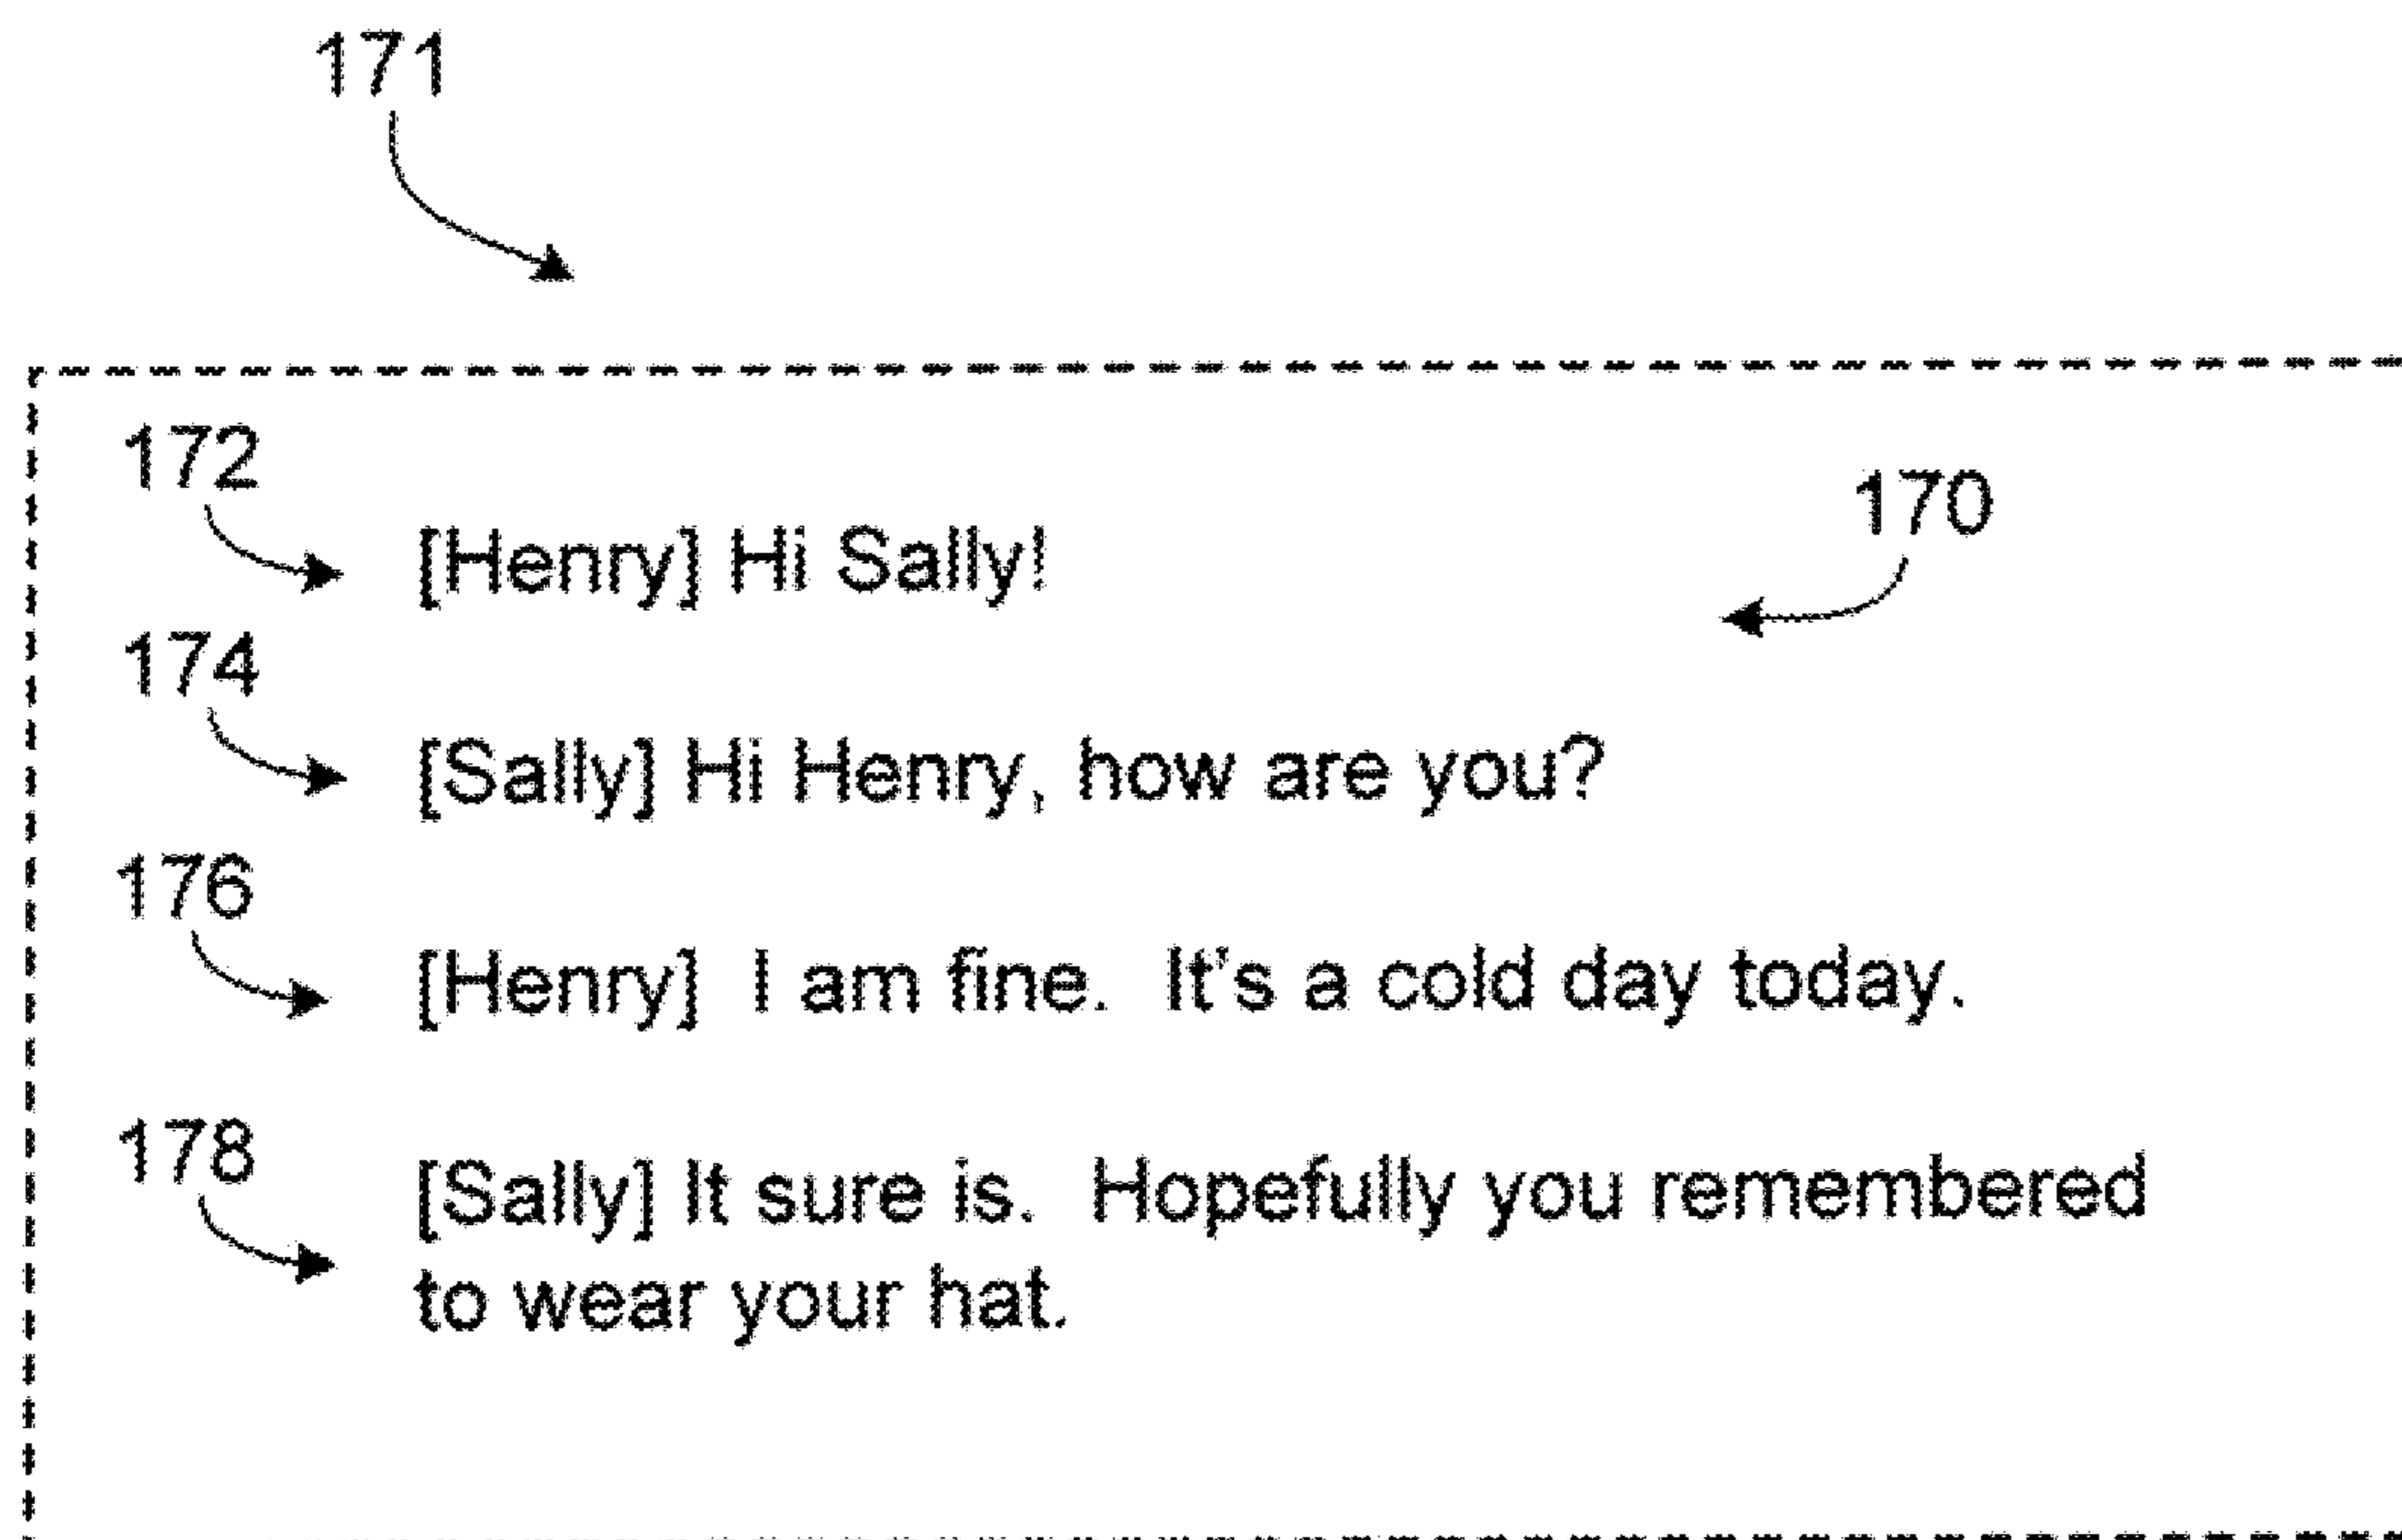 171
172
170
[Henry] Hi Sally!
174
[Sally] Hi Henry, how are you?
176
[Henry]  I am fine.  It's a cold day today.
178
[Sally] It sure is.  Hopefully you remembered
to wear your hat.